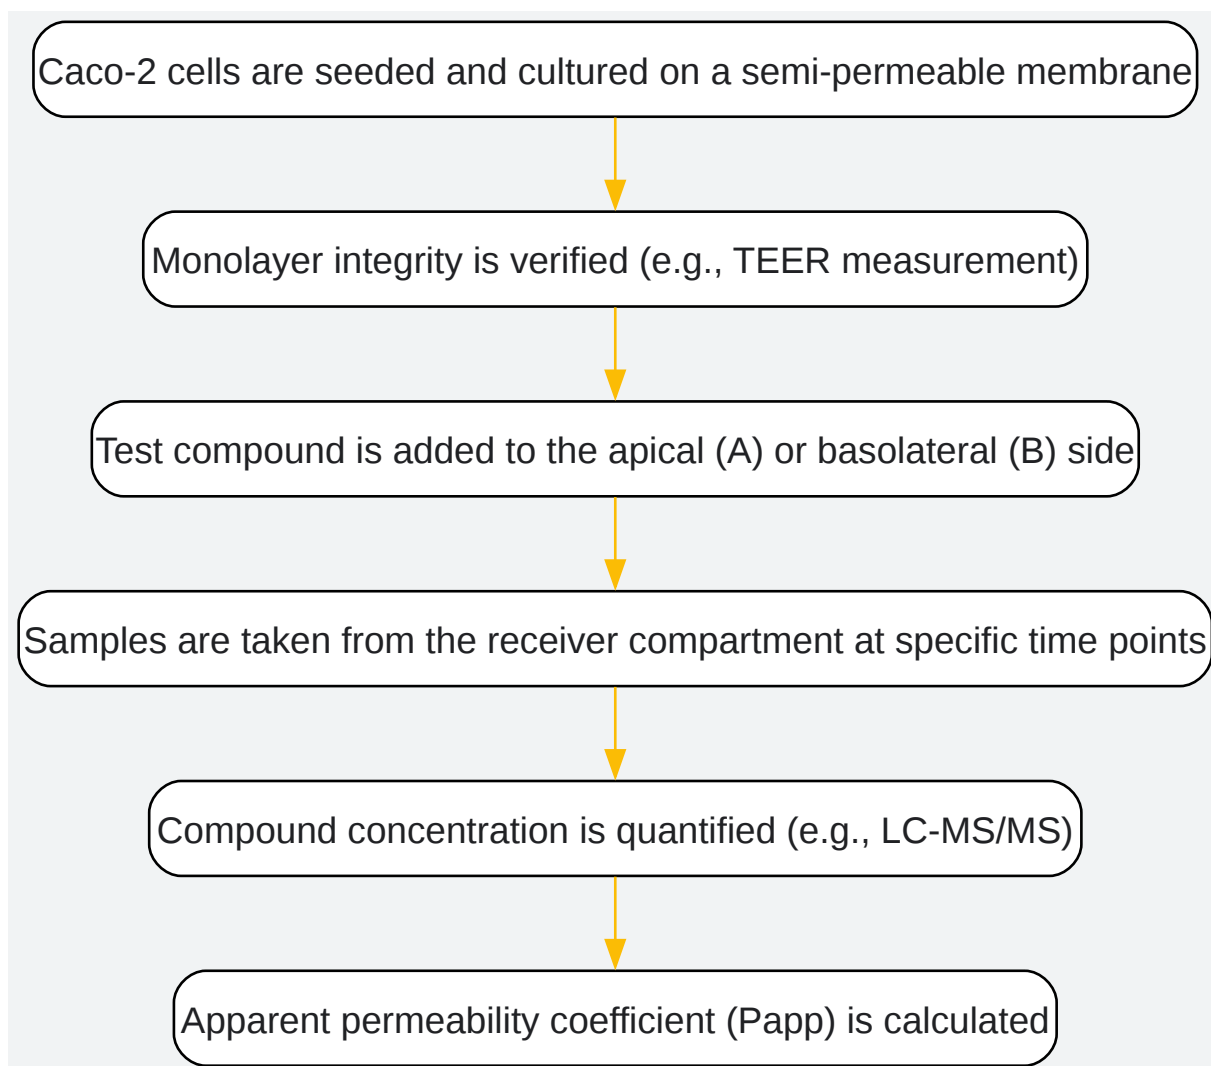 Caco-2 cells are seeded and cultured on a semi-permeable membrane
Monolayer integrity is verified (e.g., TEER measurement)
Test compound is added to the apical (A) or basolateral (B) side
Samples are taken from the receiver compartment at specific time points
Compound concentration is quantified (e.g., LC-MS/MS)
Apparent permeability coefficient (Papp) is calculated